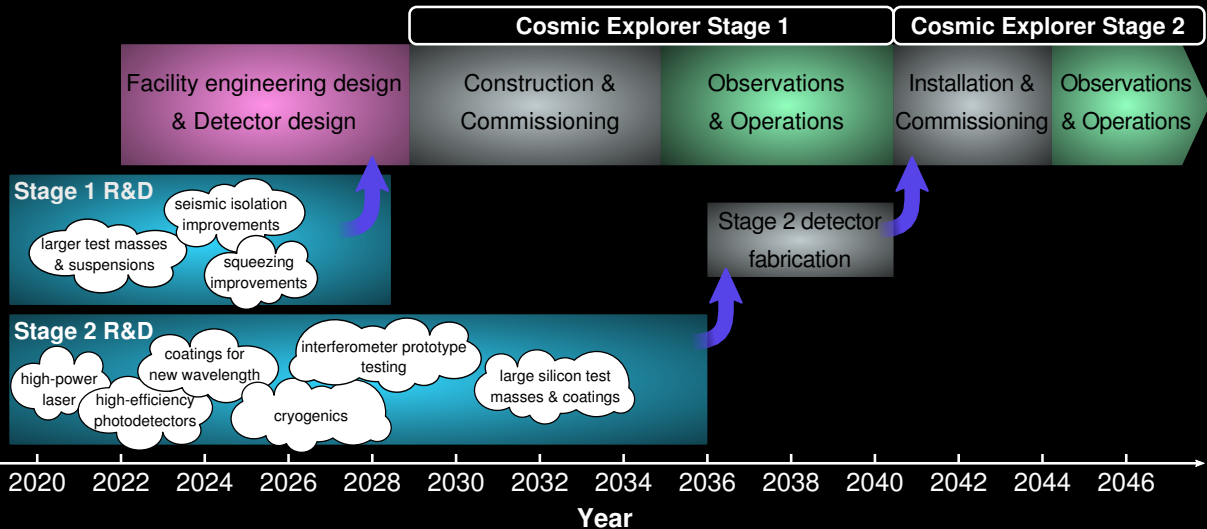 Cosmic Explorer Stage 1
Cosmic Explorer Stage 2
Facility engineering design
& Detector design
Construction &
Commissioning
Observations
& Operations
Installation &
Commissioning
Observations
& Operations
Stage 1 R&D
seismic isolation
improvements
larger test masses
& suspensions
squeezing
improvements
Stage 2 detector
fabrication
Stage 2 R&D
high-power
laser
high-efficiency
photodetectors
coatings for
new wavelength
cryogenics
interferometer prototype
testing
large silicon test
masses & coatings
2020 2022 2024 2026 2028 2030 2032 2034 2036 2038 2040 2042 2044 2046
Year